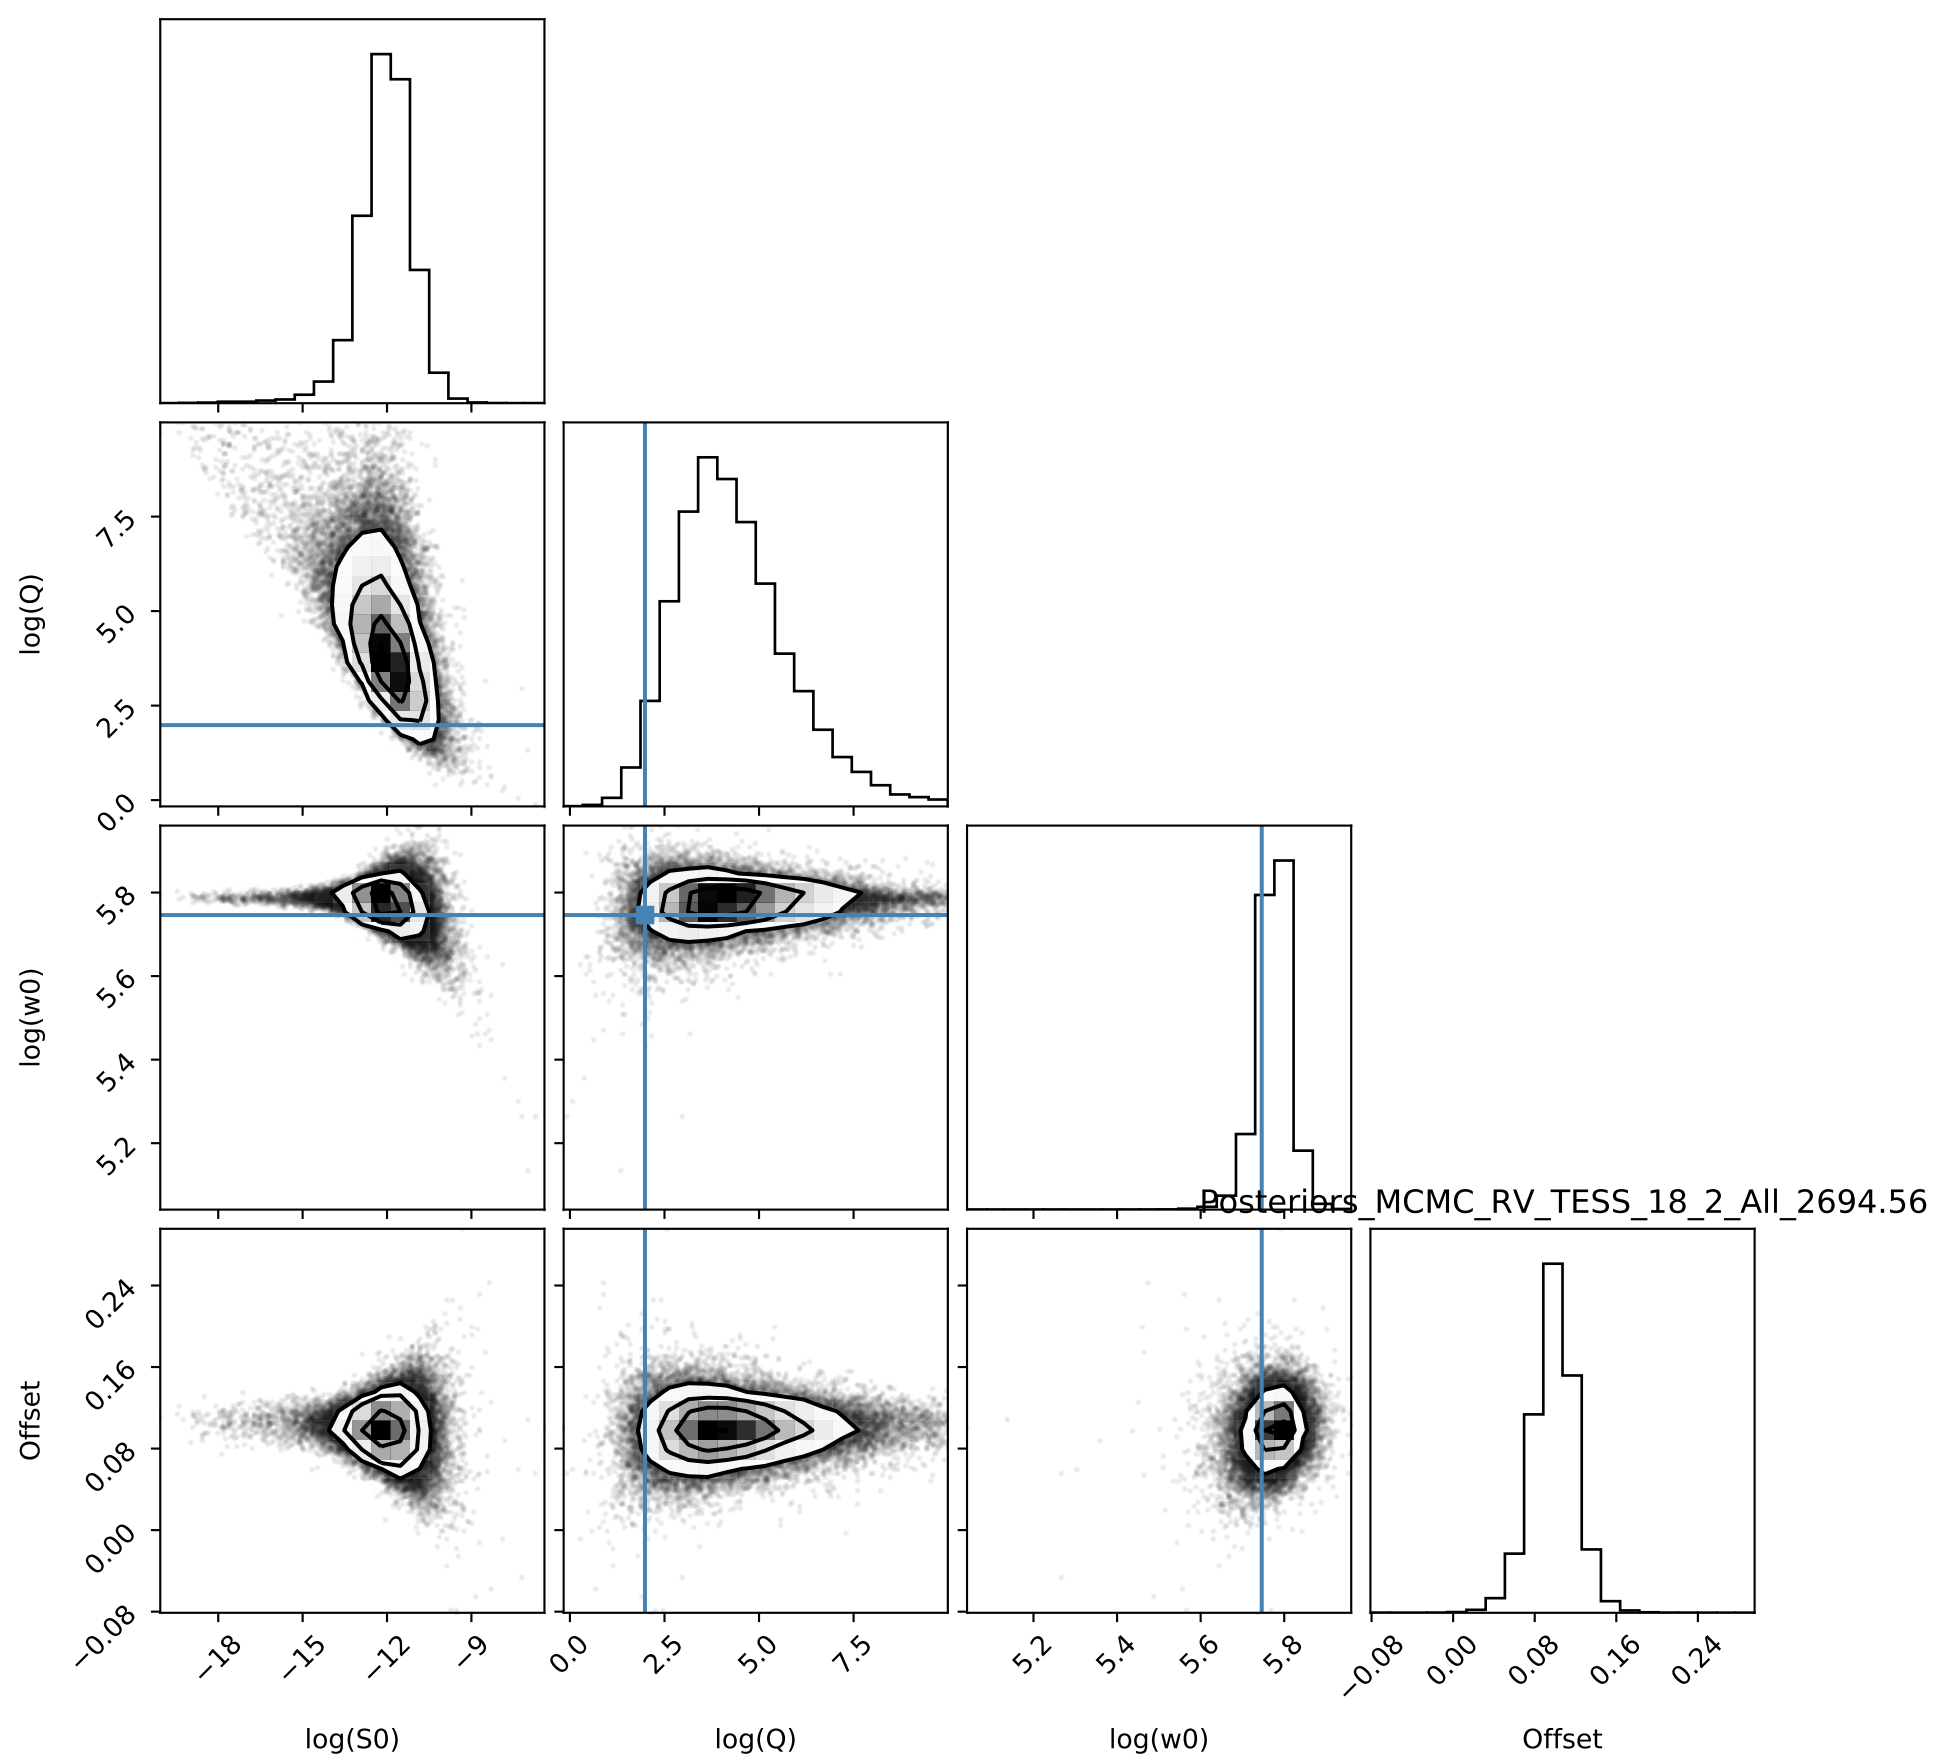 log(Q)
7.5
5.0
2.5
0.0
log(w0)
5.8
5.6
5.4
5.2
Posteriors_MCMC_RV_TESS_18_2_All_2694.56
Offset
0.24
0.16
0.08
0.00
−0.08
−18 −15 −12 −9 0.0 2.5 5.0 7.5 5.2 5.4 5.6 5.8 −0.08 0.00 0.08 0.16 0.24
log(S0) log(Q) log(w0) Offset